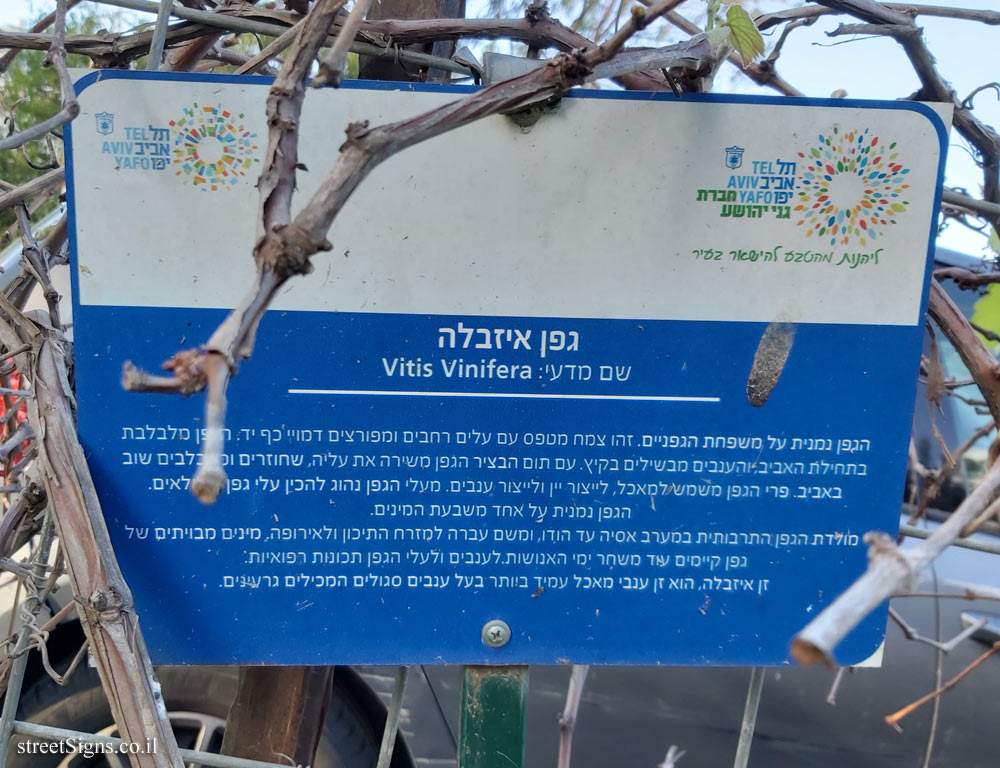 תל TEL
אביב AVIV
יפו YAFO
תל TEL
אביב AVIV
יפו YAFO חברת
גני יהושע
ליהנות מהטבע להישאר בעיר
גפן איזבלה
שם מדעי: Vitis Vinifera
הגפן נמנית על משפחת הגפניים. זהו צמח מטפס עם עלים רחבים ומפורצים דמויי כף יד. מלבלבת
בתחילת האביב והענבים מבשילים בקיץ. עם תום הבציר הגפן משירה את עליה, שחוזרים שוב
באביב. פרי הגפן משמש למאכל, לייצור יין ולייצור ענבים. מעלי הגפן נהוג להכין עלי גפן
הגפן נמנית על אחד משבעת המינים.
מולדת הגפן התרבותית במערב אסיה עד הודו, ומשם עברה למזרח התיכון ולאירופה, מינים מבויתים של
גפן קיימים עוד משחר ימי האנושות. לענבים ולעלי הגפן תכונות רפואיות.
זן איזבלה, הוא זן ענבי מאכל עמיד ביותר בעל ענבים סגולים המכילים גרעינים.
streetSigns.co.il